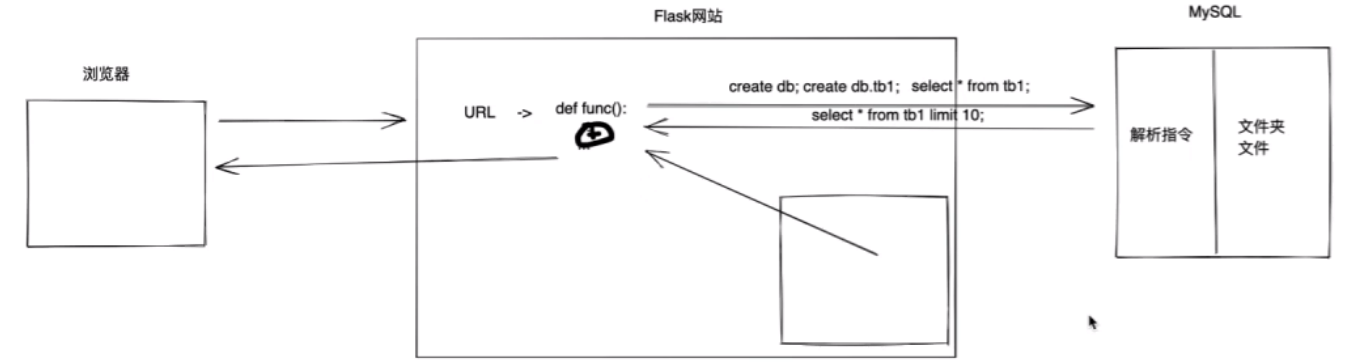 Flask网站
MySQL
浏览器
create db; create db.tb1; select * from tb1;
URL -> def func():
select * from tb1 limit 10;
解析指令
文件夹
文件